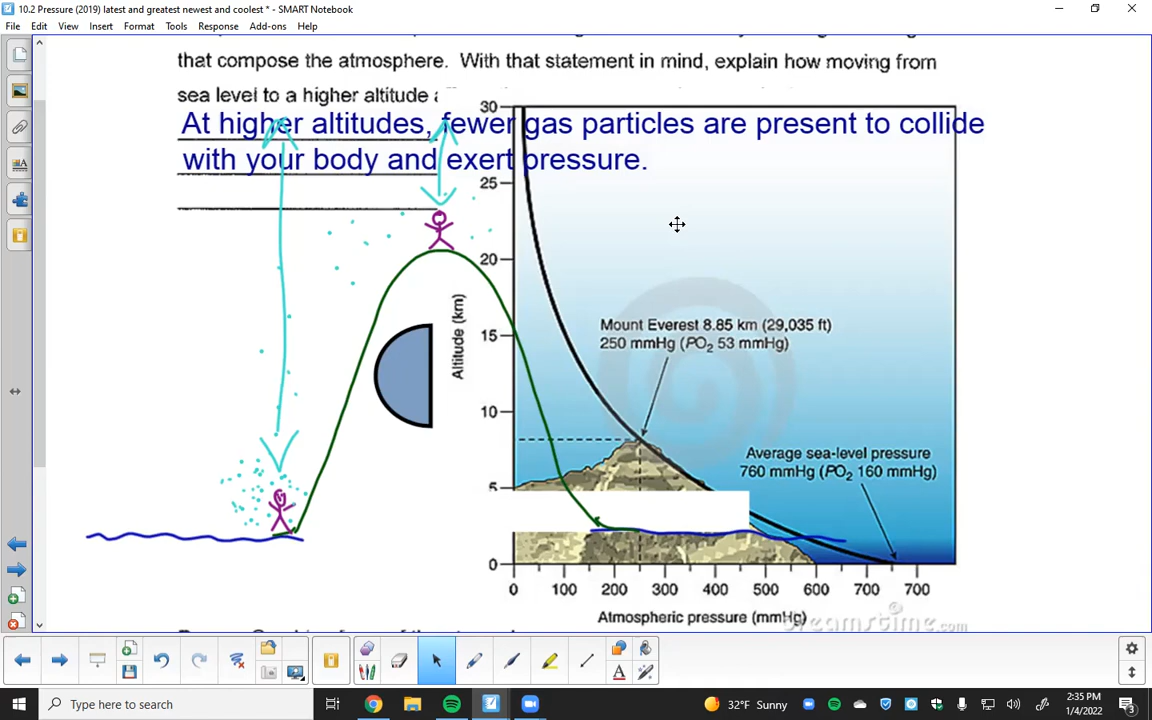 10.2 Pressure (2019) latest and greatest newest and coolest * - SMART Notebook
File Edit View Insert Format Tools Response Add-ons Help
that compose the atmosphere. With that statement in mind, explain how moving from
sea level to a higher altitude
At higher altitudes, fewer gas particles are present to collide
with your body and exert pressure.
30
25
20
15
10
5
0
Altitude (km)
Mount Everest 8.85 km (29,035 ft)
250 mmHg (PO2 53 mmHg)
Average sea-level pressure
760 mmHg (PO2 160 mmHg)
0 100 200 300 400 500 600 700 700
Atmospheric pressure (mmHg)
dreamstime.com
Type here to search
32°F Sunny
2:35 PM
1/4/2022
3